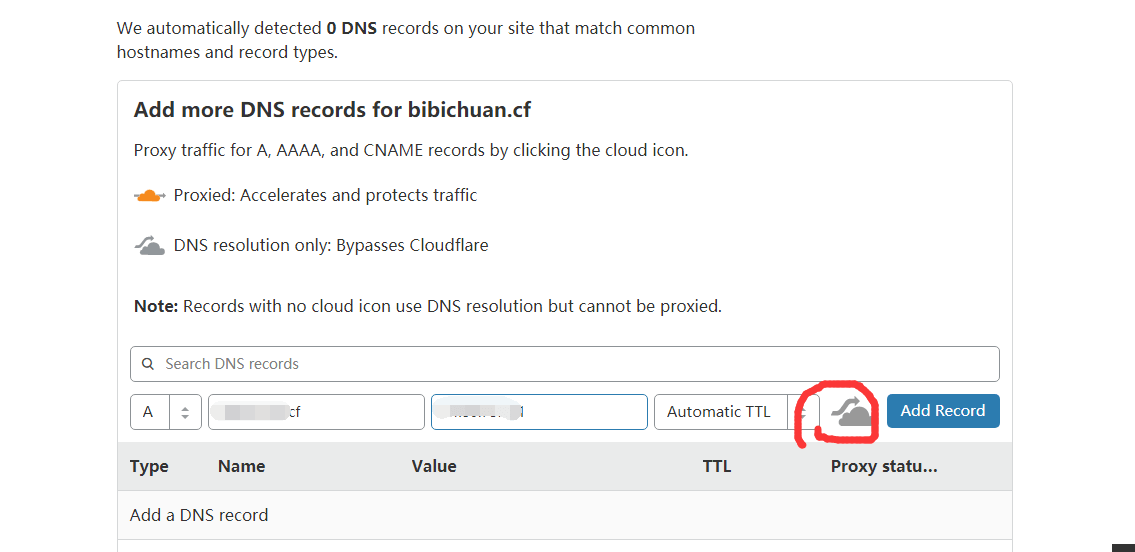 We automatically detected 0 DNS records on your site that match common
hostnames and record types.
Add more DNS records for bibichuan.cf
Proxy traffic for A, AAAA, and CNAME records by clicking the cloud icon.
Proxied: Accelerates and protects traffic
DNS resolution only: Bypasses Cloudflare
Note: Records with no cloud icon use DNS resolution but cannot be proxied.
Search DNS records
A cf Automatic TTL Add Record
Type Name Value TTL Proxy statu...
Add a DNS record